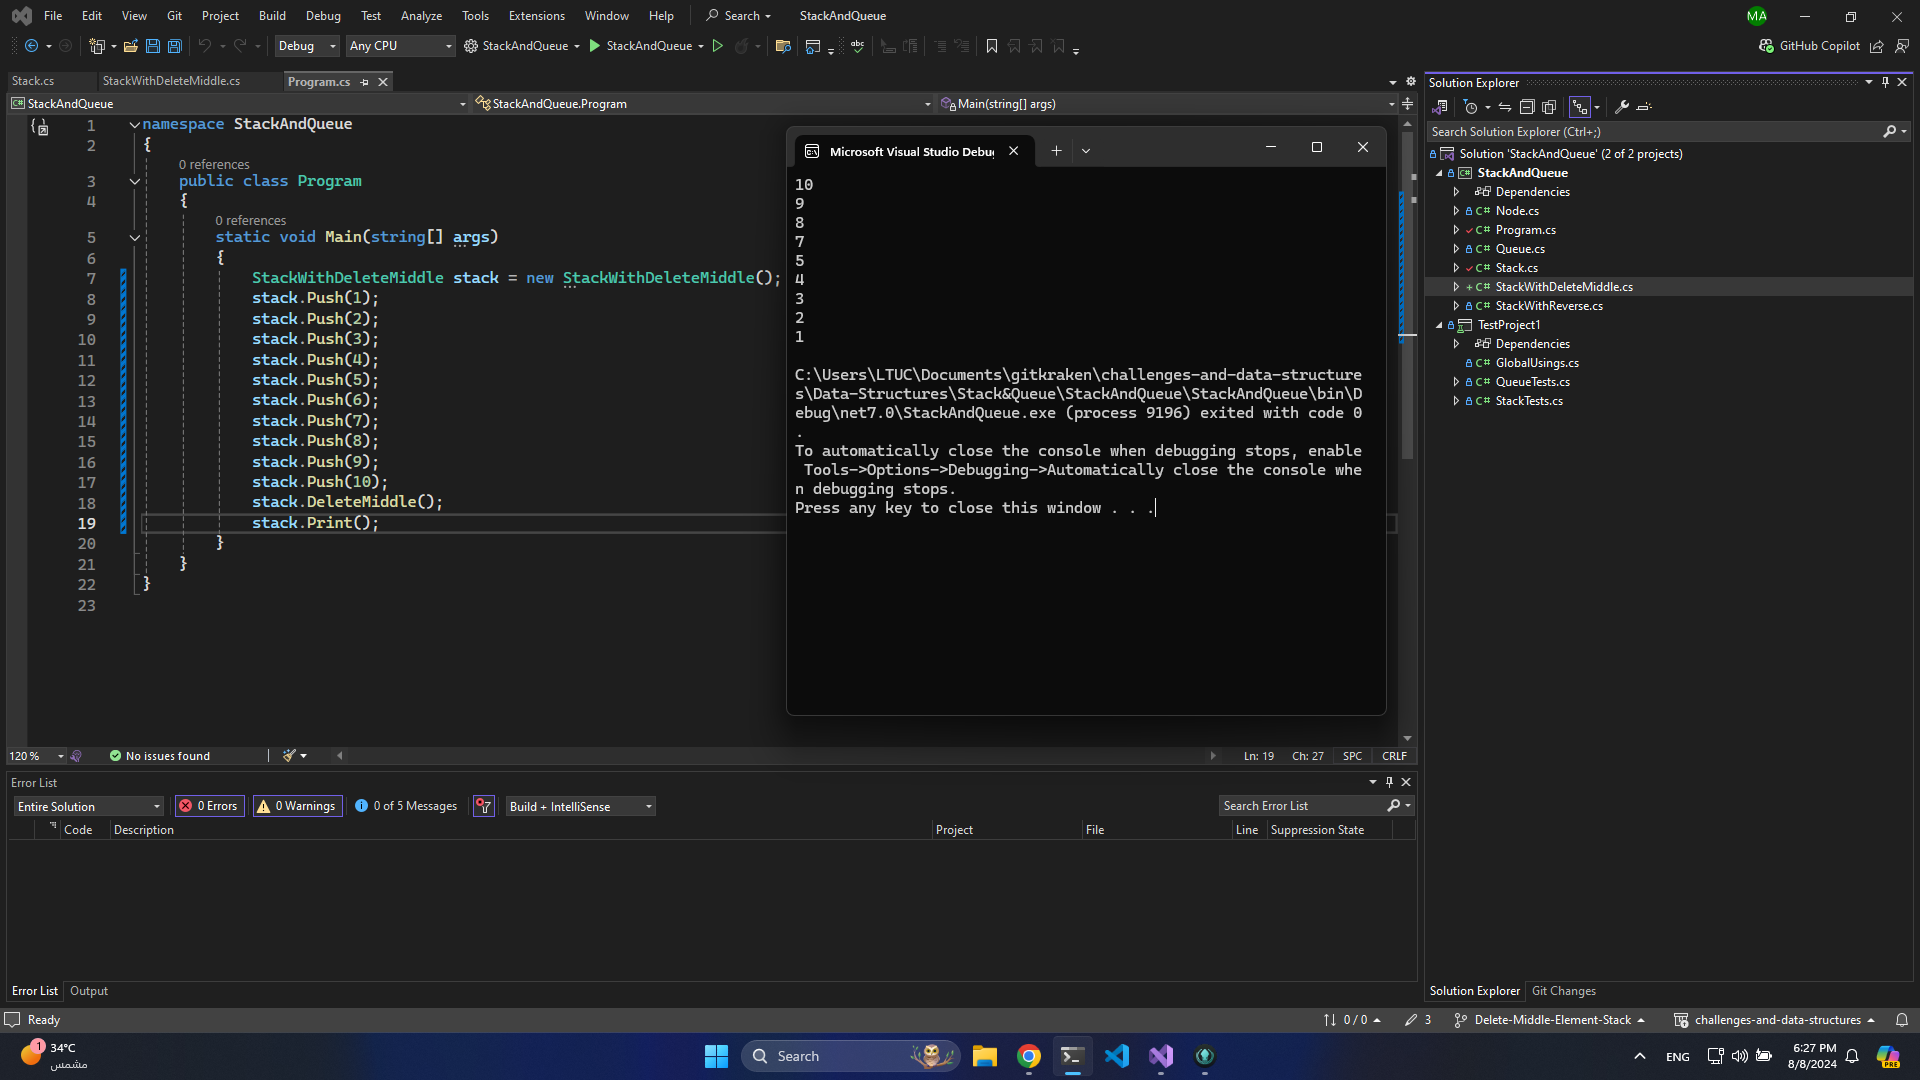 File Edit View Git Project Build Debug Test Analyze Tools Extensions Window Help Search StackAndQueue MA
Debug Any CPU StackAndQueue StackAndQueue GitHub Copilot
Stack.cs StackWithDeleteMiddle.cs Program.cs
StackAndQueue StackAndQueue.Program Main(string[] args)
1 namespace StackAndQueue
2 {
0 references
3 public class Program
4 {
0 references
5 static void Main(string[] args)
6 {
7 StackWithDeleteMiddle stack = new StackWithDeleteMiddle();
8 stack.Push(1);
9 stack.Push(2);
10 stack.Push(3);
11 stack.Push(4);
12 stack.Push(5);
13 stack.Push(6);
14 stack.Push(7);
15 stack.Push(8);
16 stack.Push(9);
17 stack.Push(10);
18 stack.DeleteMiddle();
19 stack.Print();
20 }
21 }
22 }
23
Microsoft Visual Studio Debug
10
9
8
7
5
4
3
2
1
C:\Users\LTUC\Documents\gitkraken\challenges-and-data-structure
s\Data-Structures\Stack&Queue\StackAndQueue\StackAndQueue\bin\D
ebug\net7.0\StackAndQueue.exe (process 9196) exited with code 0
.
To automatically close the console when debugging stops, enable
Tools->Options->Debugging->Automatically close the console whe
n debugging stops.
Press any key to close this window . . .
Solution Explorer
Search Solution Explorer (Ctrl+;)
Solution 'StackAndQueue' (2 of 2 projects)
StackAndQueue
Dependencies
C# Node.cs
C# Program.cs
C# Queue.cs
C# Stack.cs
C# StackWithDeleteMiddle.cs
C# StackWithReverse.cs
TestProject1
Dependencies
C# GlobalUsings.cs
C# QueueTests.cs
C# StackTests.cs
120 % No issues found Ln: 19 Ch: 27 SPC CRLF
Error List
Entire Solution 0 Errors 0 Warnings 0 of 5 Messages Build + IntelliSense Search Error List
Code Description Project File Line Suppression State
Error List Output
Solution Explorer Git Changes
Ready 0 / 0 3 Delete-Middle-Element-Stack challenges-and-data-structures
1 34°C
مشمس
Search
ENG 6:27 PM
8/8/2024
PRE